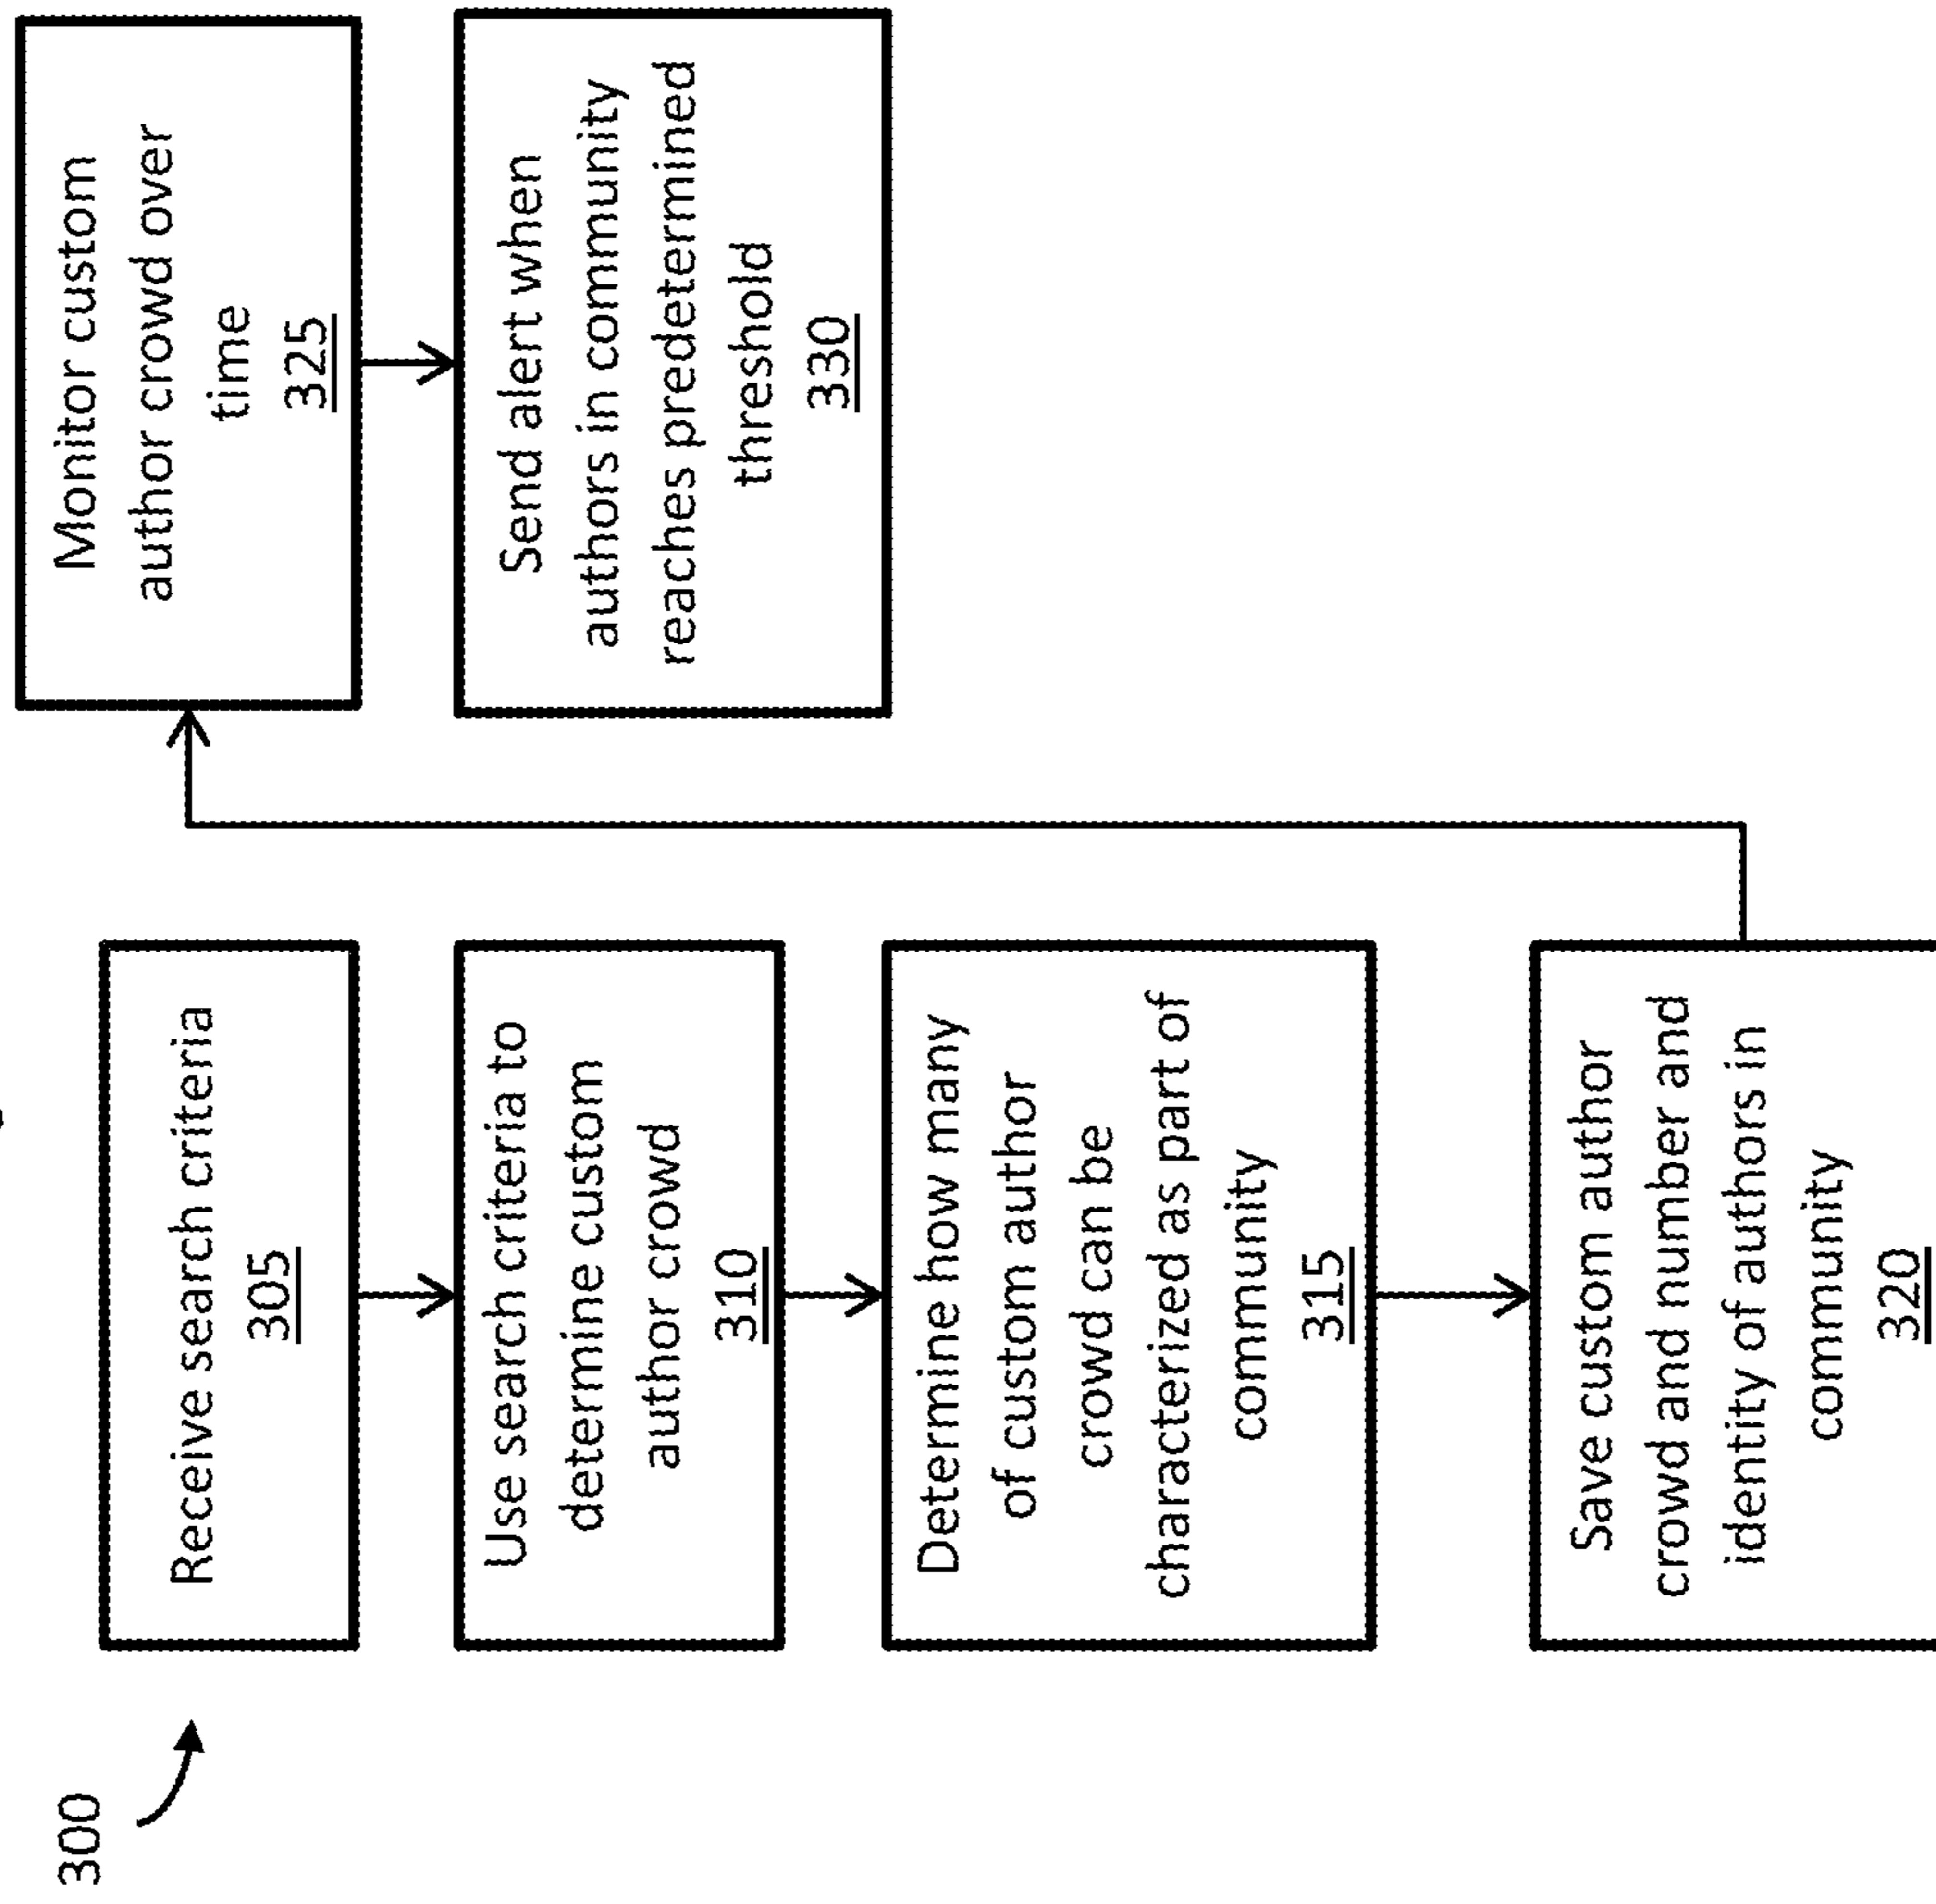 300
Receive search criteria
305
Use search criteria to
determine custom
author crowd
310
Determine how many
of custom author
crowd can be
characterized as part of
community
315
Save custom author
crowd and number and
identity of authors in
community
320
Monitor custom
author crowd over
time
325
Send alert when
authors in community
reaches predetermined
threshold
330